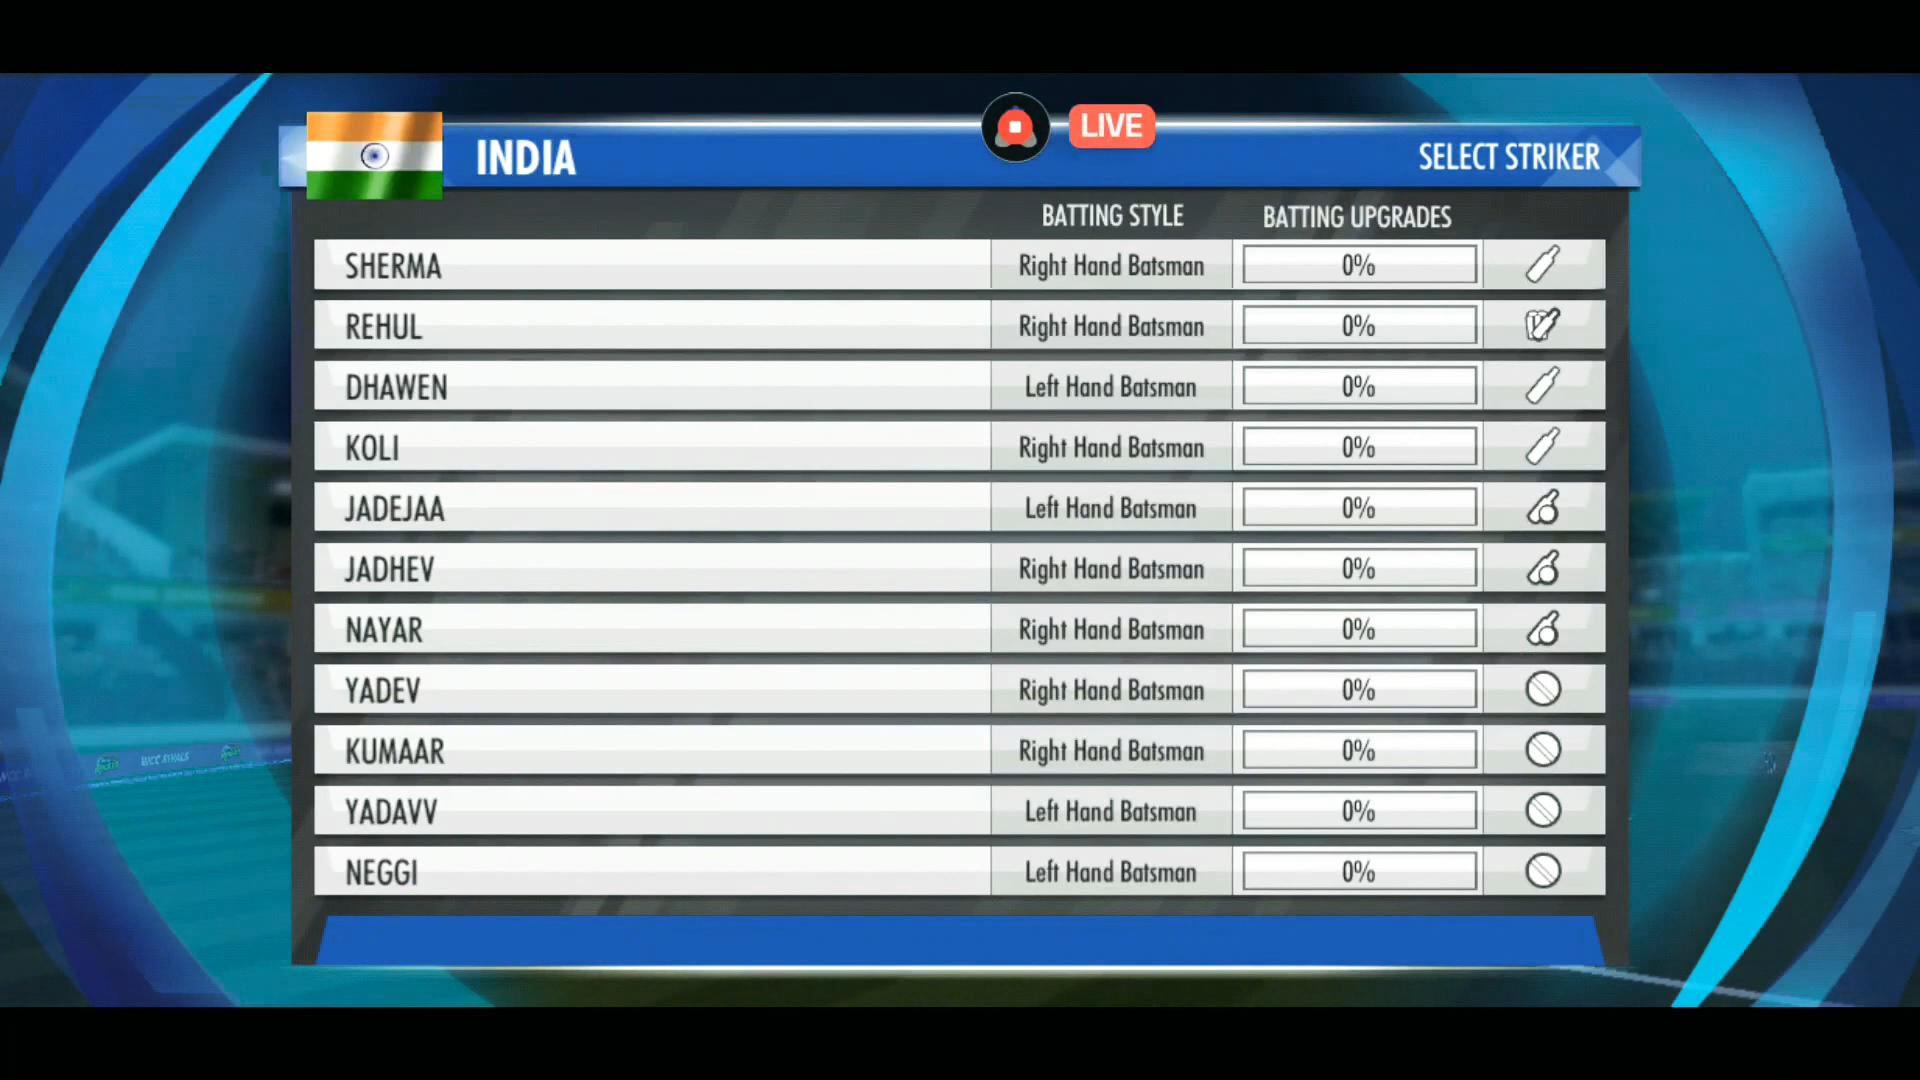 LIVE
INDIA SELECT STRIKER
BATTING STYLE BATTING UPGRADES
SHERMA Right Hand Batsman 0%
REHUL Right Hand Batsman 0%
DHAWEN Left Hand Batsman 0%
KOLI Right Hand Batsman 0%
JADEJAA Left Hand Batsman 0%
JADHEV Right Hand Batsman 0%
NAYAR Right Hand Batsman 0%
YADEV Right Hand Batsman 0%
KUMAAR Right Hand Batsman 0%
WCC RIVALS
YADAVV Left Hand Batsman 0%
NEGGI Left Hand Batsman 0%